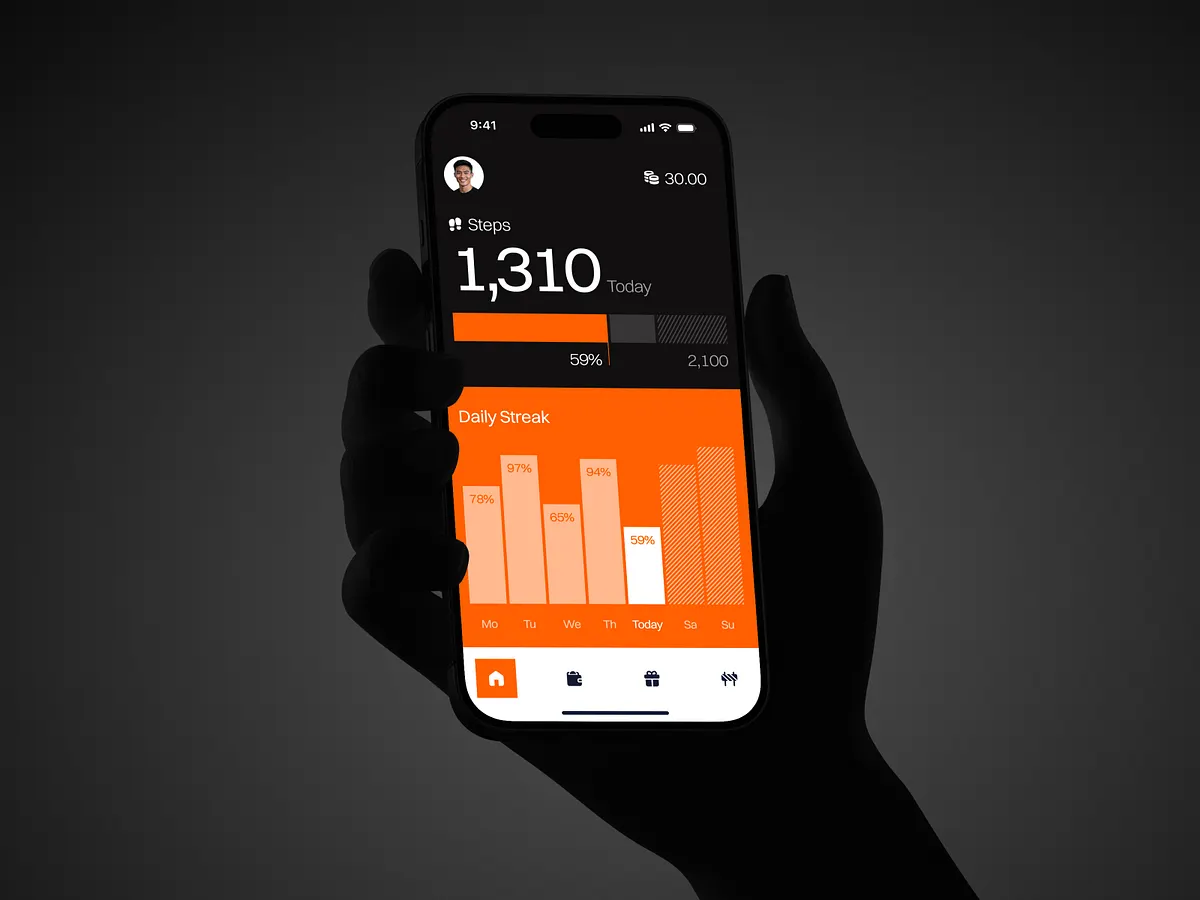 9:41
30.00
Steps
1,310 Today
59% 2,100
Daily Streak
78% 97% 65% 94% 59%
Mo Tu We Th Today Sa Su